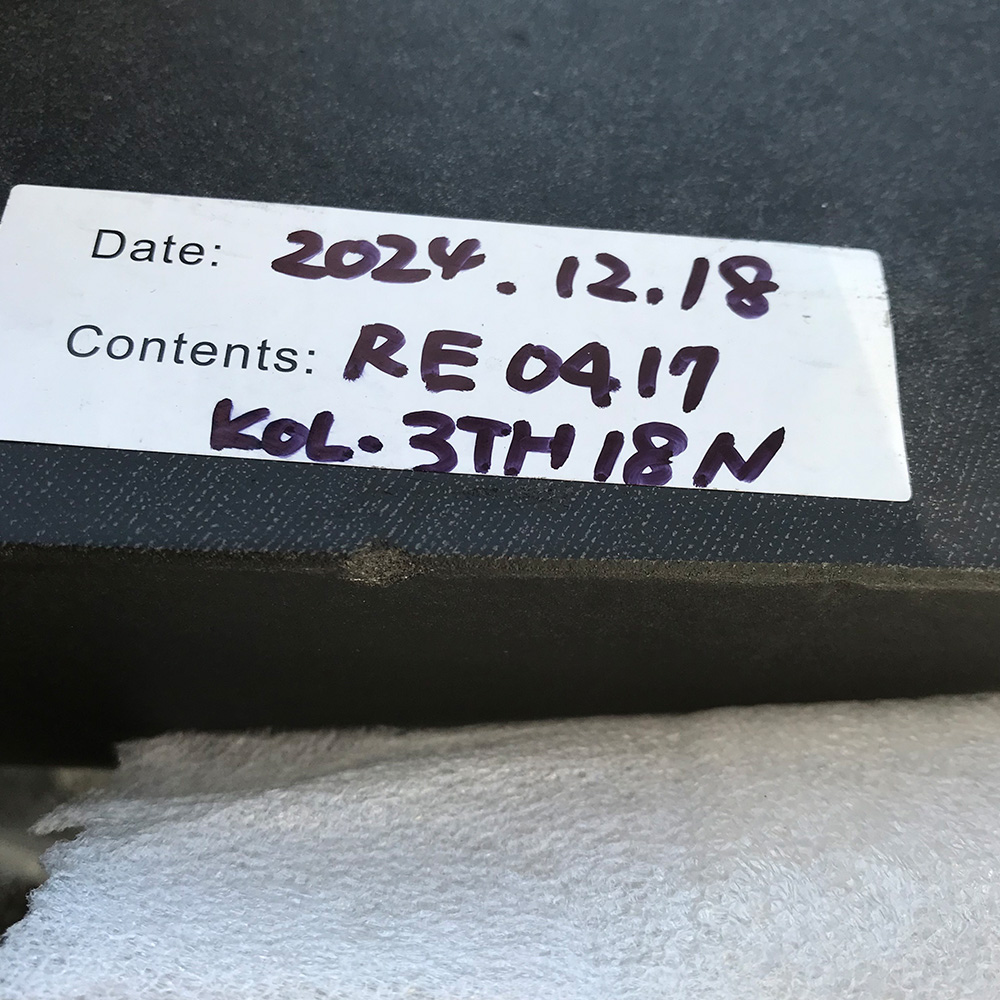 Date: 2024.12.18
Contents: RE0417
KOL.3TH18N